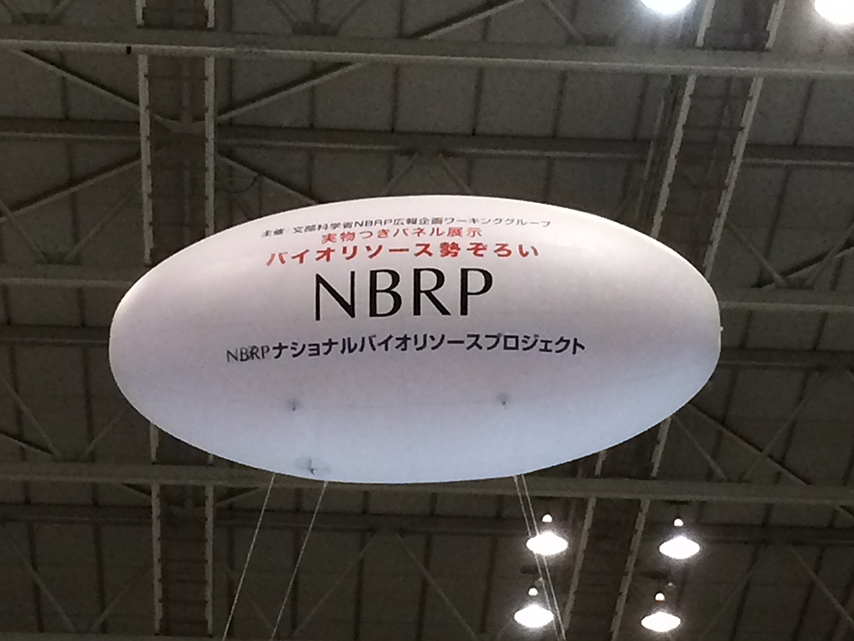 主催:文部科学省NBRP広報企画ワーキンググループ
実物つきパネル展示
バイオリソース勢ぞろい
NBRP
NBRPナショナルバイオリソースプロジェクト